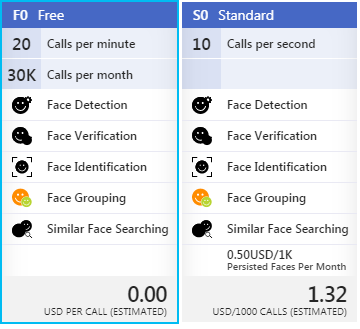 F0 Free
20 Calls per minute
30K Calls per month
Face Detection
Face Verification
Face Identification
Face Grouping
Similar Face Searching
0.00
USD PER CALL (ESTIMATED)
S0 Standard
10 Calls per second
Face Detection
Face Verification
Face Identification
Face Grouping
Similar Face Searching
0.50USD/1K
Persisted Faces Per Month
1.32
USD/1000 CALLS (ESTIMATED)